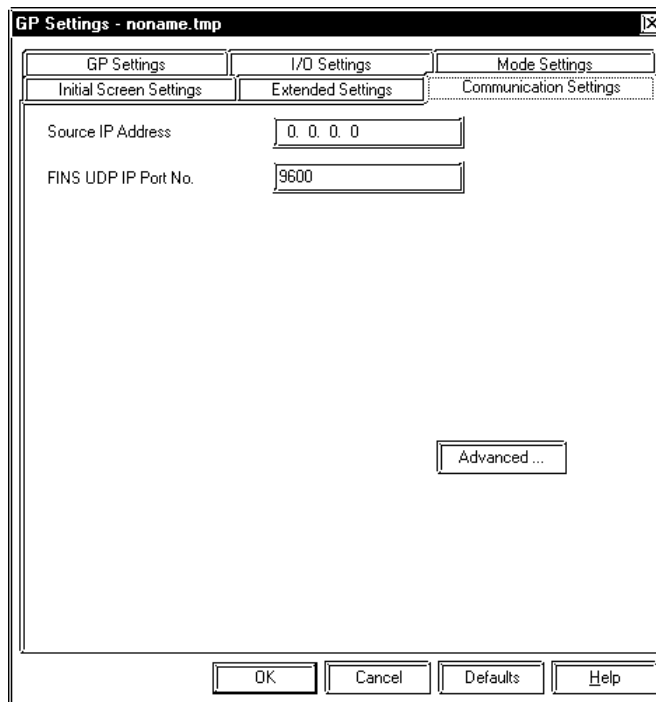 GP Settings - noname.tmp
GP Settings I/O Settings Mode Settings
Initial Screen Settings Extended Settings Communication Settings
Source IP Address 0. 0. 0. 0
FINS UDP IP Port No. 9600
Advanced ...
OK Cancel Defaults Help